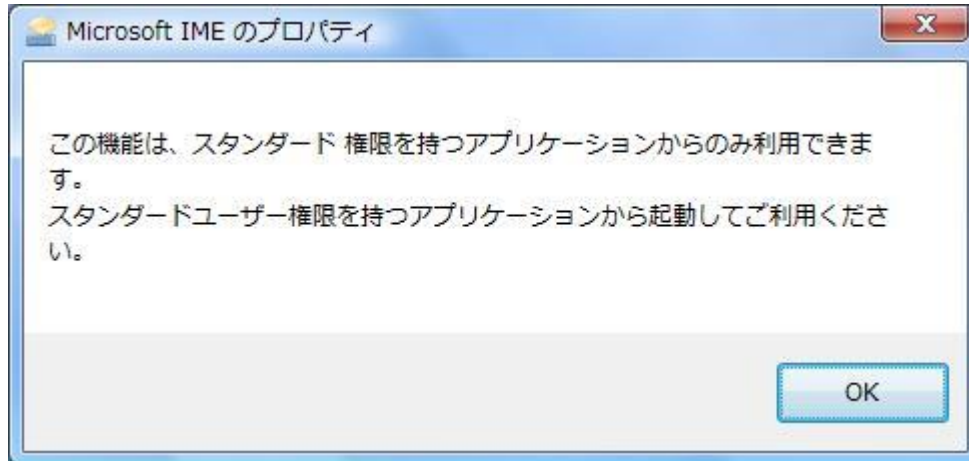 Microsoft IME のプロパティ
この機能は、スタンダード 権限を持つアプリケーションからのみ利用できま
す。
スタンダードユーザー権限を持つアプリケーションから起動してご利用くださ
い。
OK